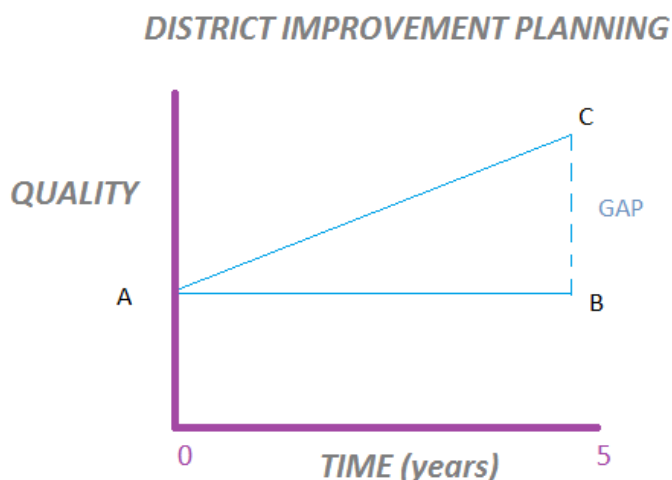 DISTRICT IMPROVEMENT PLANNING
C
QUALITY
GAP
A
B
0
5
TIME (years)